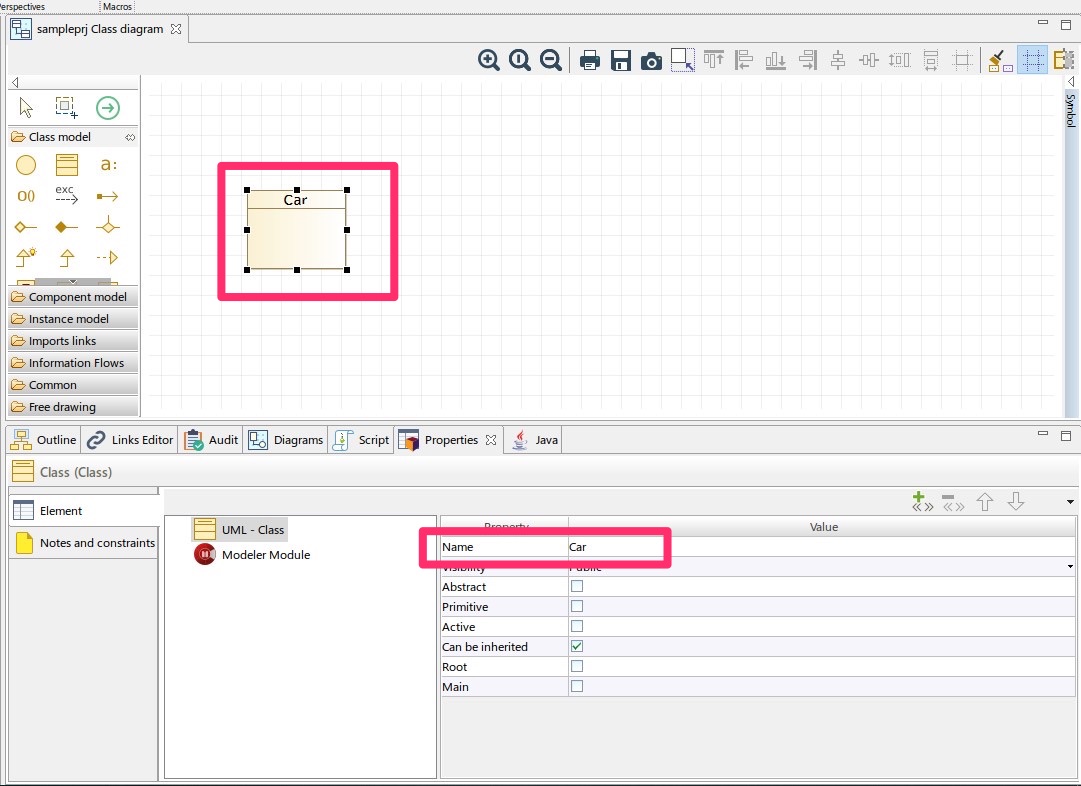 erspectives
Macros
sampleprj Class diagram
Symbol
Class model
a:
O()
exc
Car
Component model
Instance model
Imports links
Information Flows
Common
Free drawing
Outline
Links Editor
Audit
Diagrams
Script
Properties
Java
Class (Class)
Element
Notes and constraints
UML - Class
Modeler Module
Property
Value
Name
Car
Visibility
Public
Abstract
Primitive
Active
Can be inherited
Root
Main